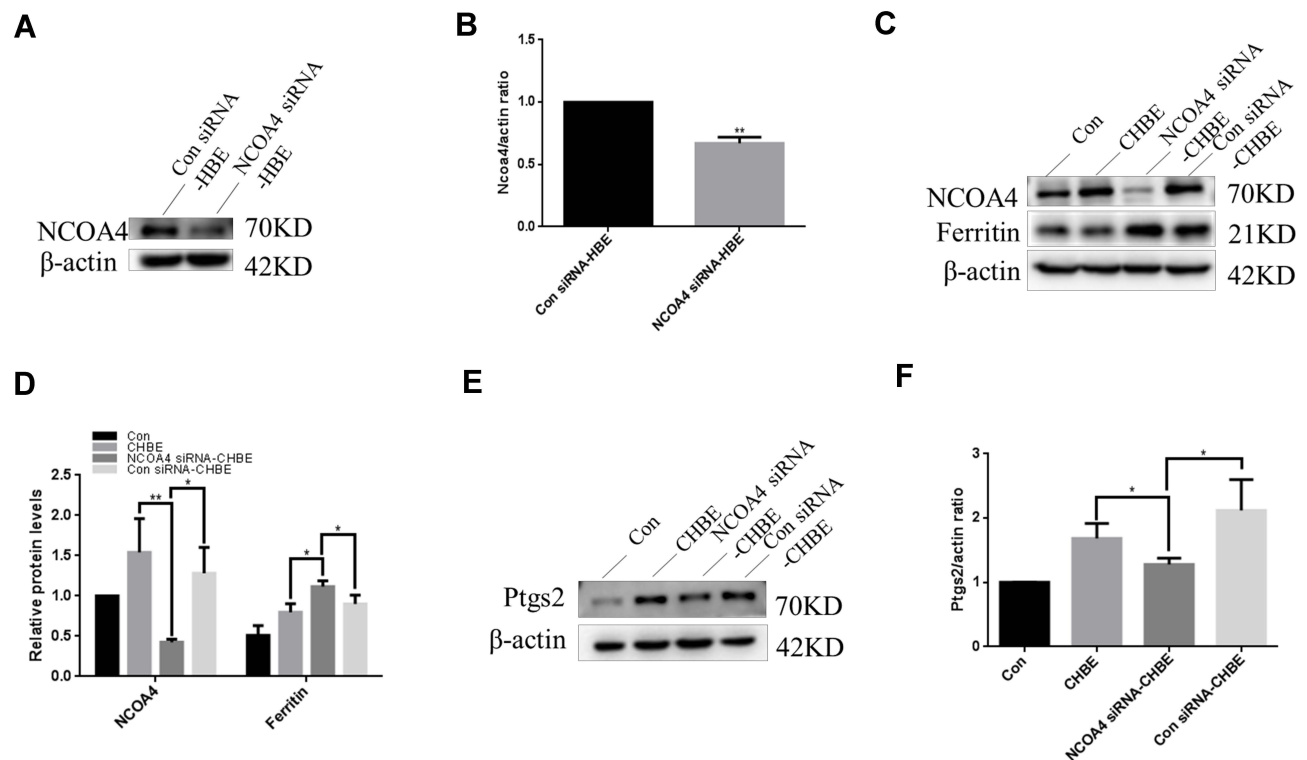 A
Con siRNA
-HBE
NCOA4 siRNA
-HBE
NCOA4
70KD
β-actin
42KD
B
Ncoa4/actin ratio
1.5
1.0
0.5
0.0
**
Con siRNA-HBE
NCOA4 siRNA-HBE
C
Con
CHBE
NCOA4 siRNA
-CHBE
Con siRNA
-CHBE
NCOA4
70KD
Ferritin
21KD
β-actin
42KD
D
Con
CHBE
NCOA4 siRNA-CHBE
Con siRNA-CHBE
Relative protein levels
2.5
2.0
1.5
1.0
0.5
0.0
**
*
*
*
NCOA4
Ferritin
E
Con
CHBE
NCOA4 siRNA
-CHBE
Con siRNA
-CHBE
Ptgs2
70KD
β-actin
42KD
F
Ptgs2/actin ratio
3
2
1
0
*
*
Con
CHBE
NCOA4 siRNA-CHBE
Con siRNA-CHBE